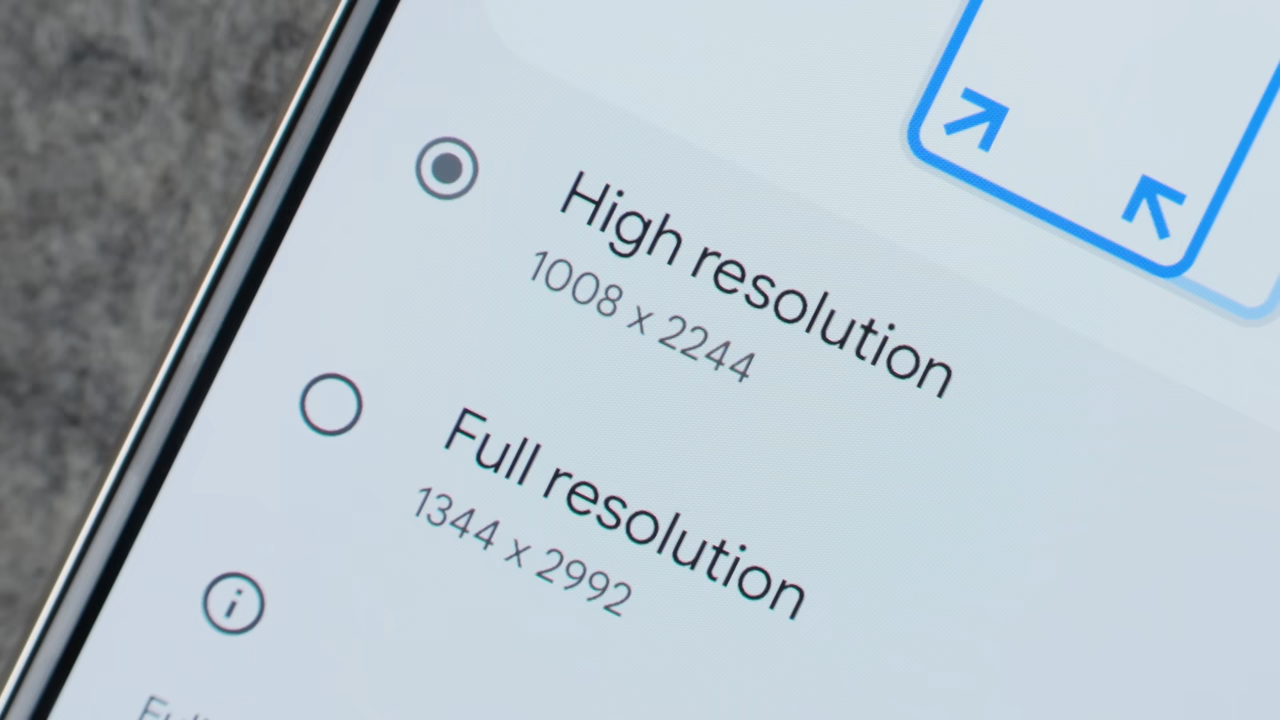 High resolution
1008 x 2244
Full resolution
1344 x 2992